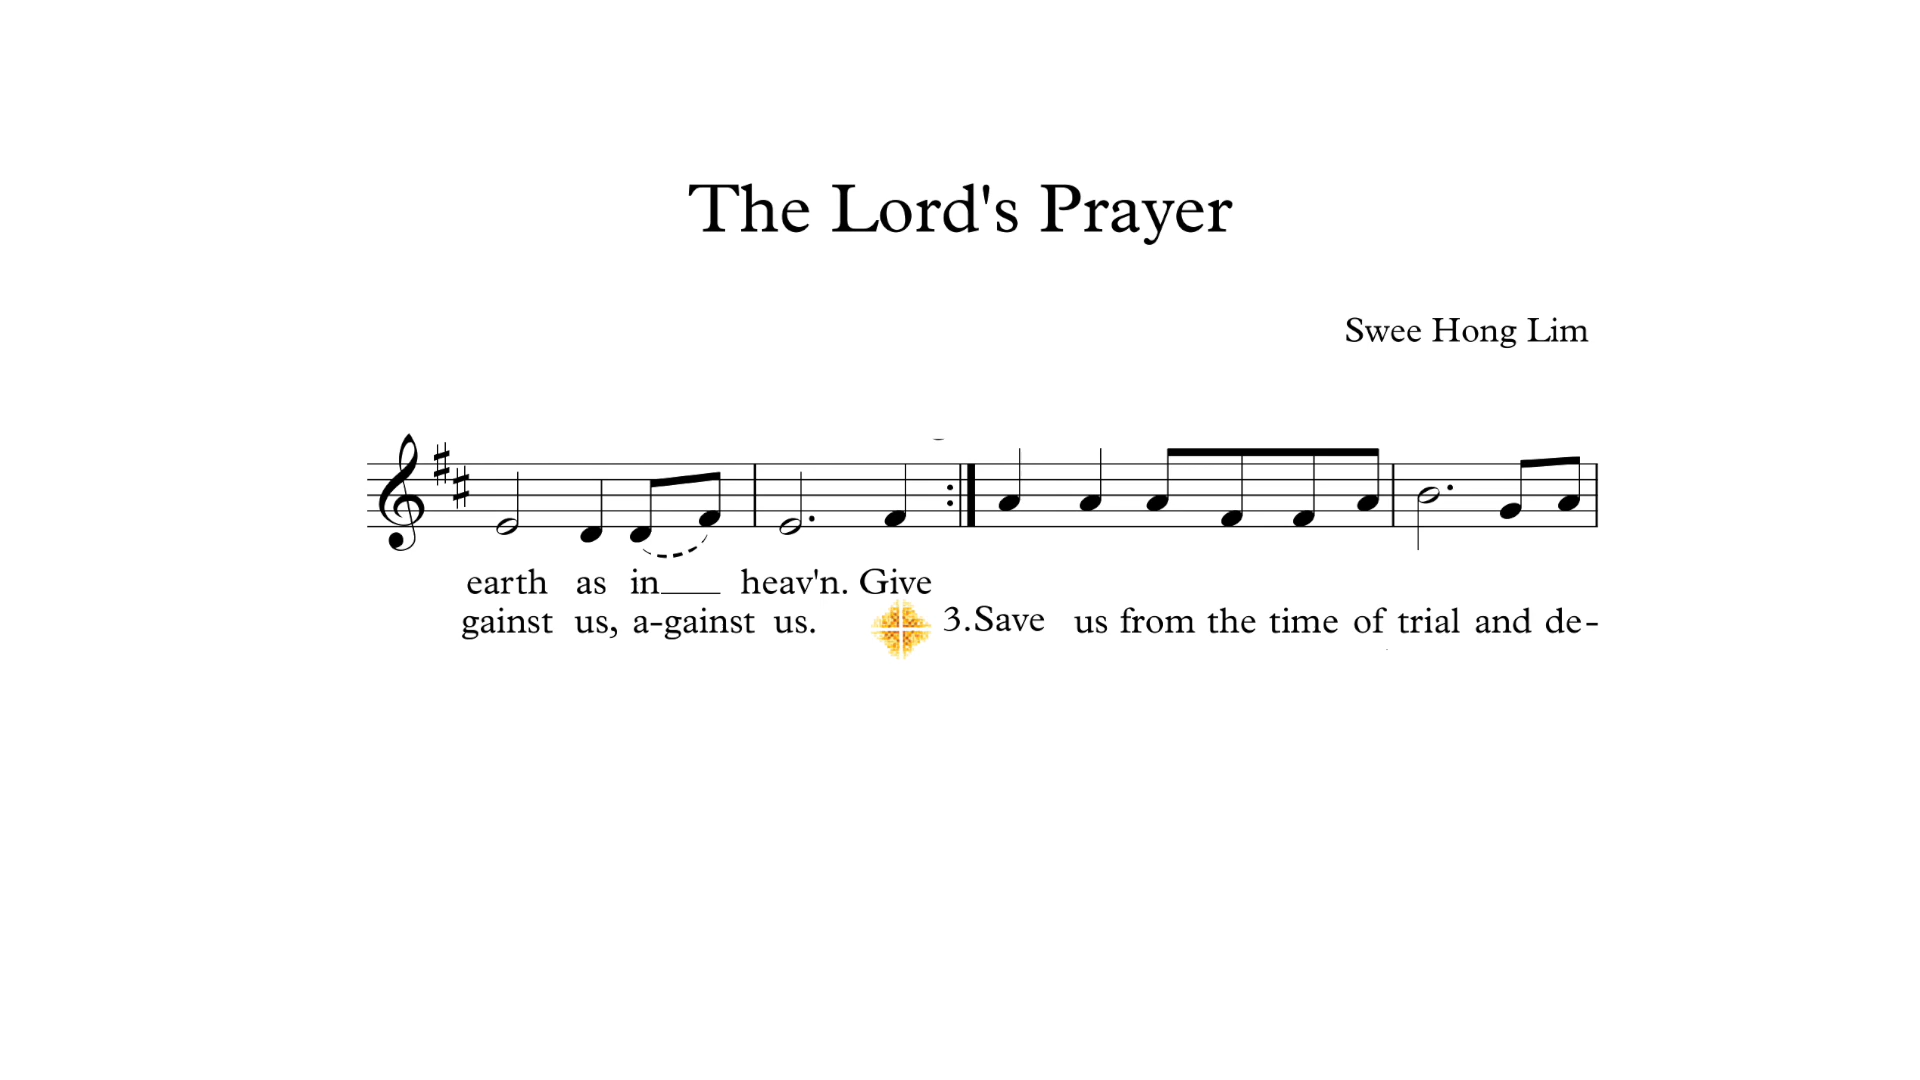 The Lord's Prayer
Swee Hong Lim
earth as in___ heav'n. Give
gainst us, a-gainst us. 3.Save us from the time of trial and de-